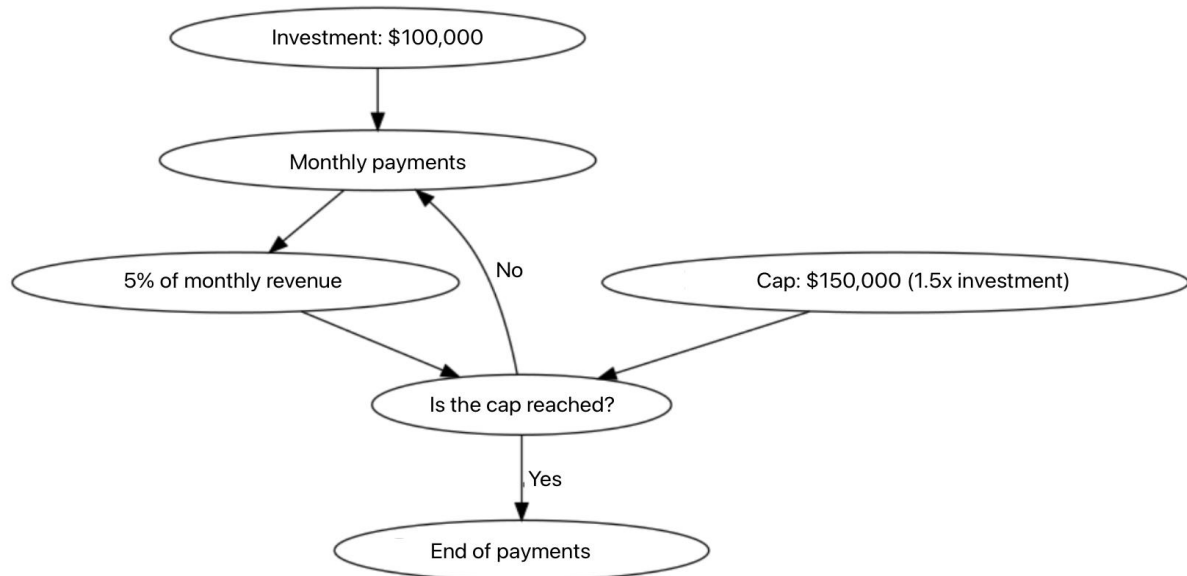 Investment: $100,000
Monthly payments
5% of monthly revenue
No
Cap: $150,000 (1.5x investment)
Is the cap reached?
Yes
End of payments